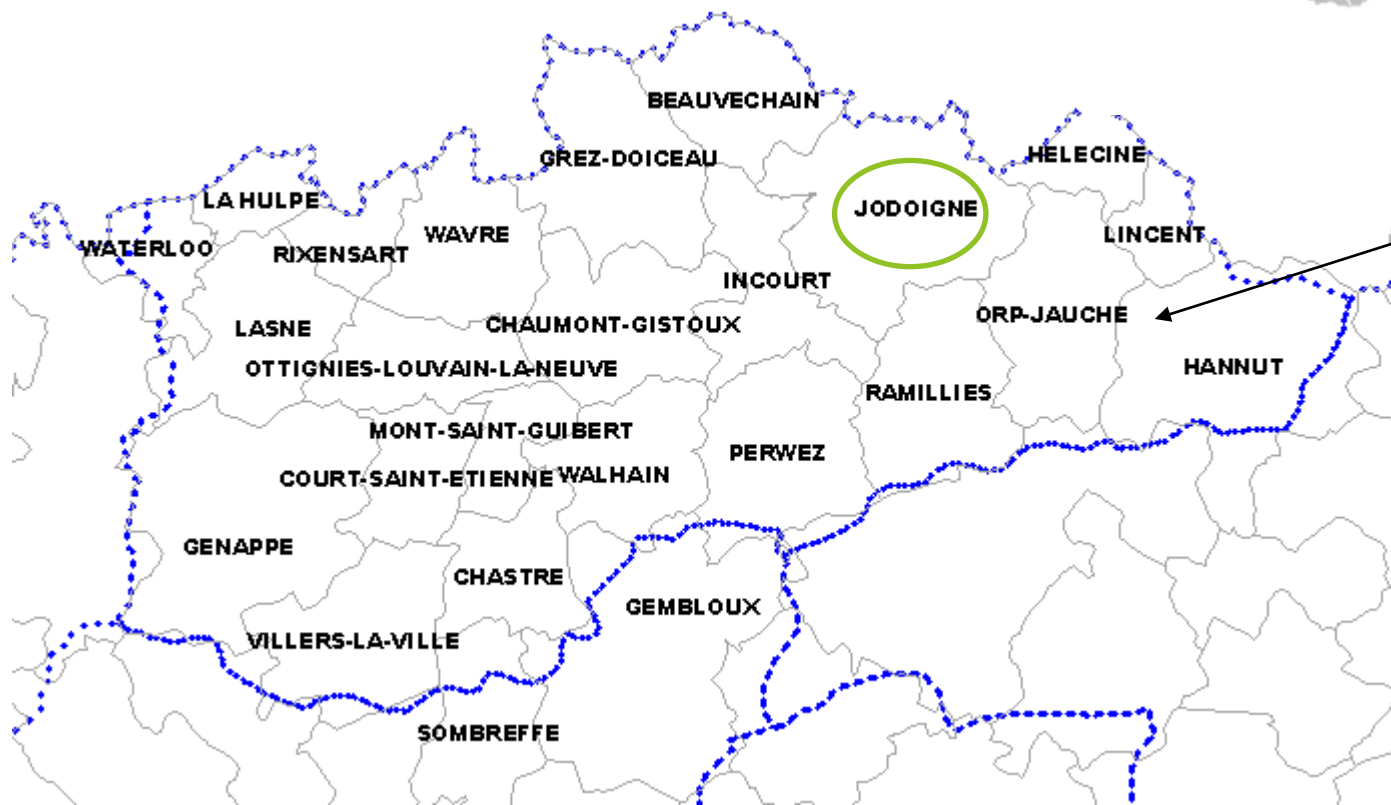 BEAUVECHAIN
GREZ-DOICEAU
HELECINE
LA HULPE
JODOIGNE
WATERLOO
RIXENSART
WAVRE
LINCENT
INCOURT
LASNE
CHAUMONT-GISTOUX
ORP-JAUCHE
OTTIGNIES-LOUVAIN-LA-NEUVE
HANNUT
RAMILLIES
MONT-SAINT-GUIBERT
PERWEZ
COURT-SAINT-ETIENNE
WALHAIN
GENAPPE
CHASTRE
GEMBLOUX
VILLERS-LA-VILLE
SOMBREFFE